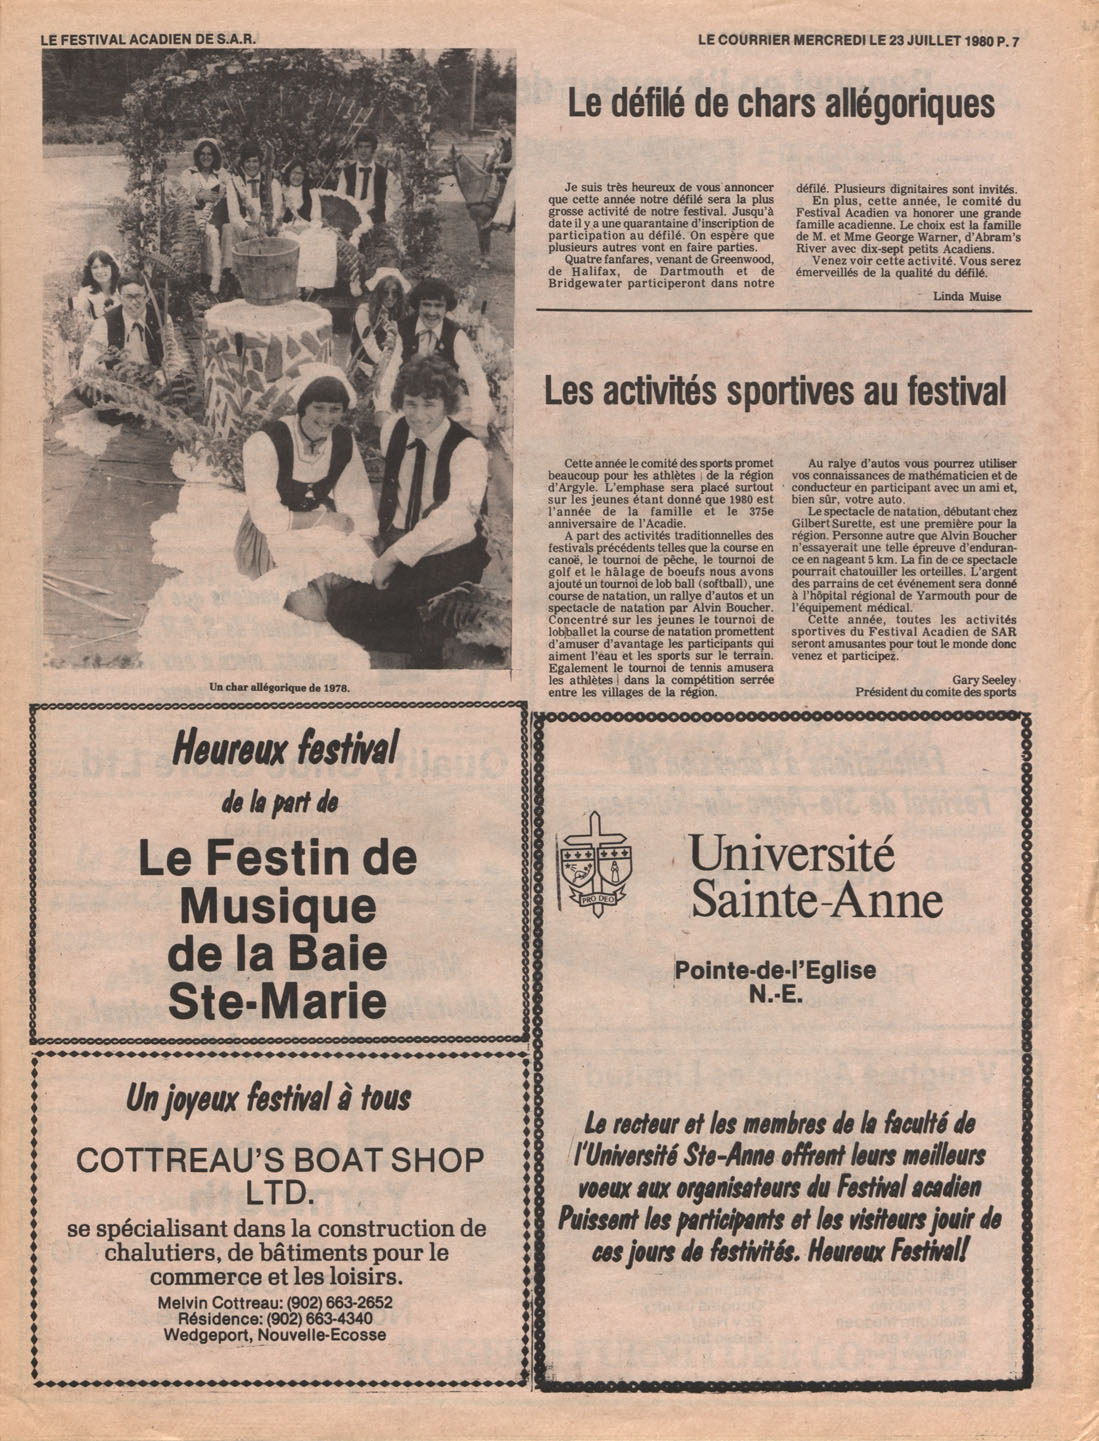 LE FESTIVAL ACADIEN DE S.A.R.
LE COURRIER MERCREDI LE 23 JUILLET 1980 P. 7
Un char allégorique de 1978.
Le défilé de chars allégoriques
Je suis très heureux de vous annoncer
que cette année notre défilé sera la plus
grosse activité de notre festival. Jusqu'à
date il y a une quarantaine d'inscription de
participation au défilé. On espère que
plusieurs autres vont en faire parties.
Quatre fanfares, venant de Greenwood,
de Halifax, de Dartmouth et de
Bridgewater participeront dans notre
défilé. Plusieurs dignitaires sont invités.
En plus, cette année, le comité du
Festival Acadien va honorer une grande
famille acadienne. Le choix est la famille
de M. et Mme George Warner, d'Abram's
River avec dix-sept petits Acadiens.
Venez voir cette activité. Vous serez
émerveillés de la qualité du défilé.
Linda Muise
Les activités sportives au festival
Cette année le comité des sports promet
beaucoup pour les athlètes de la région
d'Argyle. L'emphase sera placé surtout
sur les jeunes étant donné que 1980 est
l'année de la famille et le 375e
anniversaire de l'Acadie.
A part des activités traditionnelles des
festivals précédents telles que la course en
canoë, le tournoi de pêche, le tournoi de
golf et le hâlage de boeufs nous avons
ajouté un tournoi de lob ball (softball), une
course de natation, un rallye d'autos et un
spectacle de natation par Alvin Boucher.
Concentré sur les jeunes le tournoi de
lobball et la course de natation promettent
d'amuser d'avantage les participants qui
aiment l'eau et les sports sur le terrain.
Egalement le tournoi de tennis amusera
les athlètes dans la compétition serrée
entre les villages de la région.
Au ralye d'autos vous pourrez utiliser
vos connaissances de mathématicien et de
conducteur en participant avec un ami et,
bien sûr, votre auto.
Le spectacle de natation, débutant chez
Gilbert Surette, est une première pour la
région. Personne autre que Alvin Boucher
n'essayerait une telle épreuve d'enduran-
ce en nageant 5 km. La fin de ce spectacle
pourrait chatouiller les orteilles. L'argent
des parrains de cet événement sera donné
à l'hôpital régional de Yarmouth pour de
l'équipement médical.
Cette année, toutes les activités
sportives du Festival Acadien de SAR
seront amusantes pour tout le monde donc
venez et participez.
Gary Seeley
Président du comite des sports
Heureux festival
de la part de
Le Festin de
Musique
de la Baie
Ste-Marie
Un joyeux festival à tous
COTTREAU'S BOAT SHOP
LTD.
se spécialisant dans la construction de
chalutiers, de bâtiments pour le
commerce et les loisirs.
Melvin Cottreau: (902) 663-2652
Résidence: (902) 663-4340
Wedgeport, Nouvelle-Ecosse
PRO DEO
Université
Sainte-Anne
Pointe-de-l'Eglise
N.-E.
Le recteur et les membres de la faculté de
l'Université Ste-Anne offrent leurs meilleurs
voeux aux organisateurs du Festival acadien
Puissent les participants et les visiteurs jouir de
ces jours de festivités. Heureux Festival!